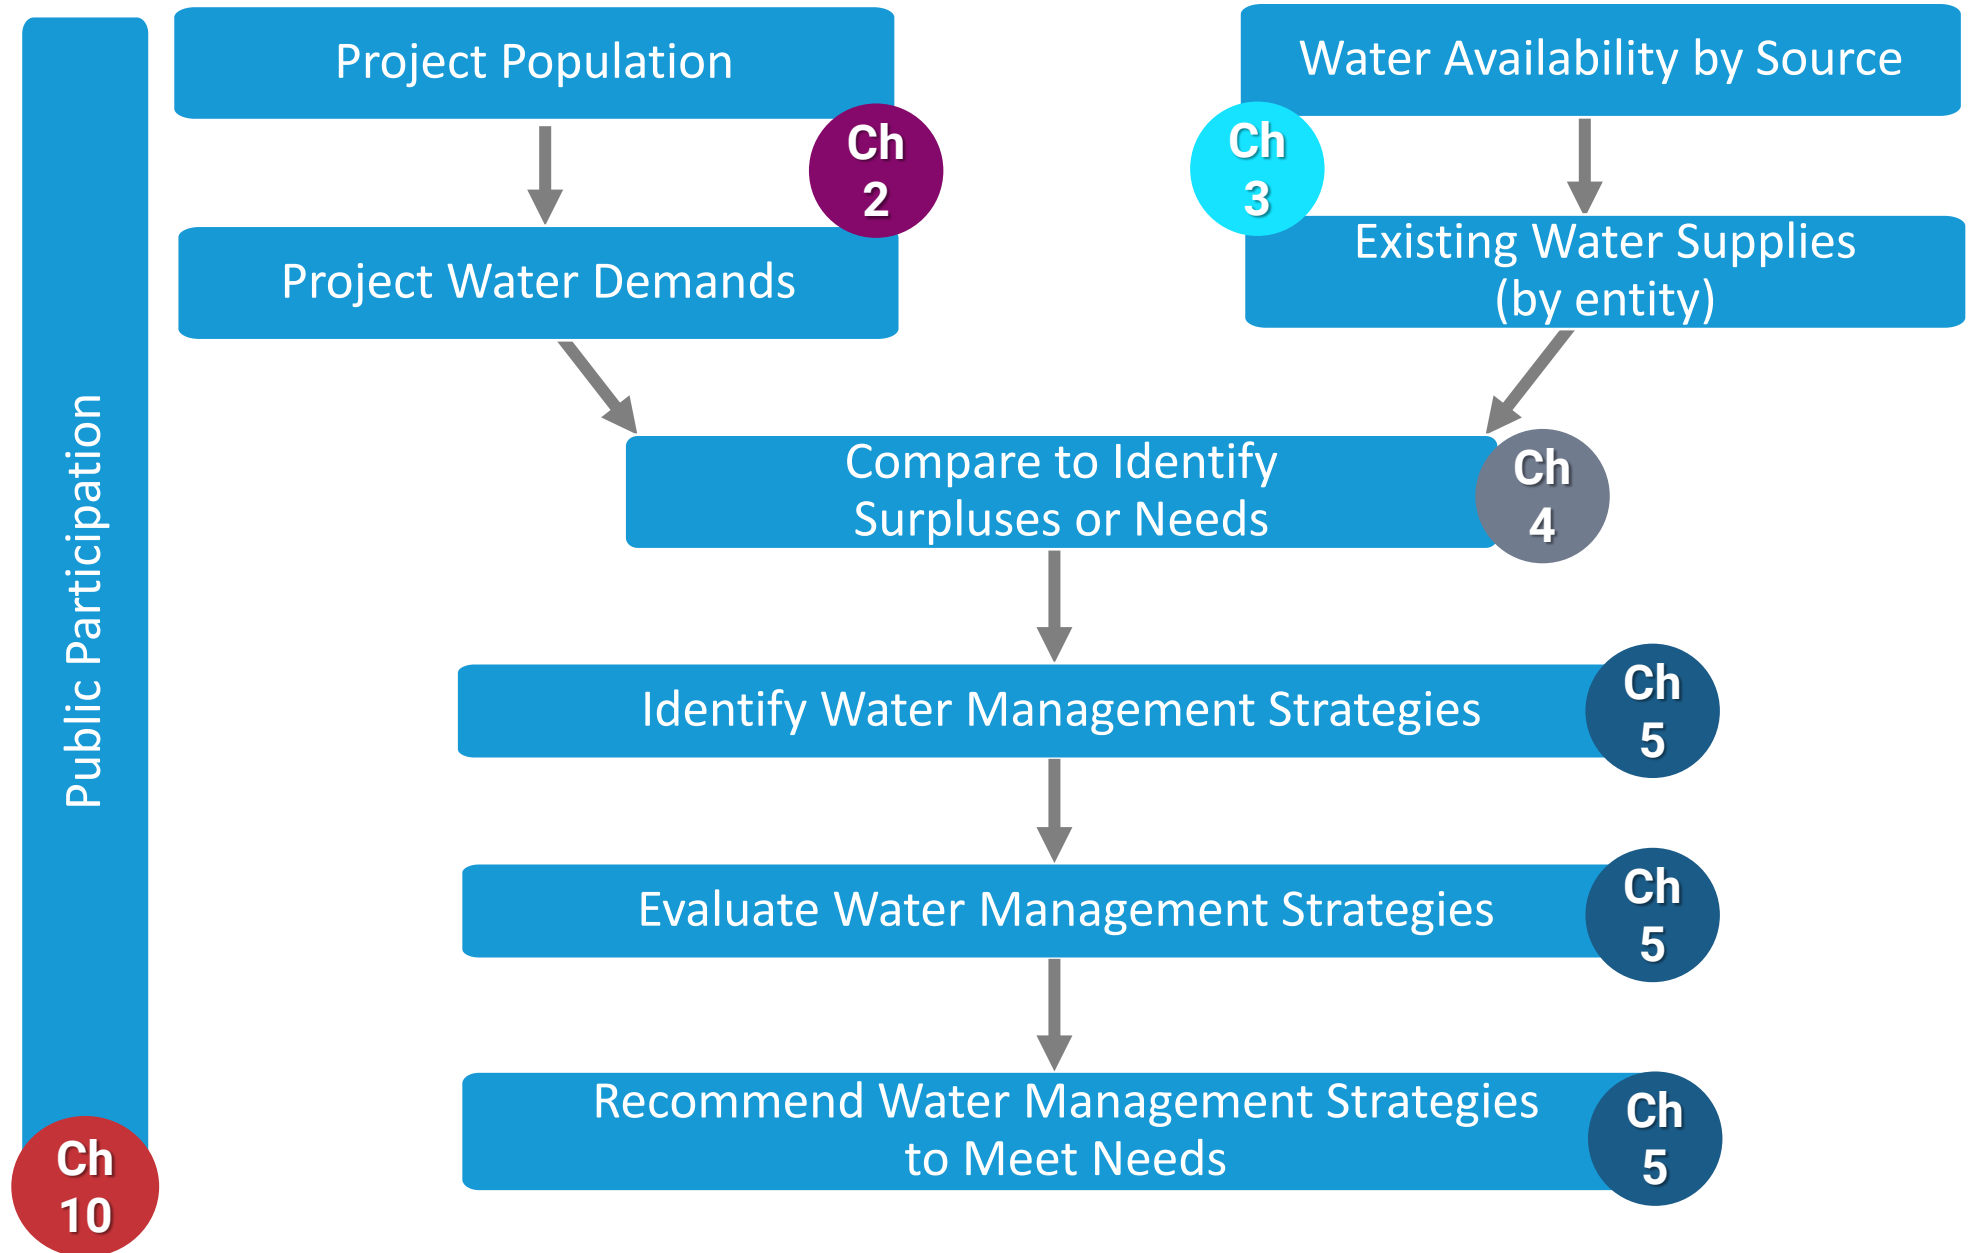 Project Population
Water Availability by Source
Ch
2
Ch
3
Project Water Demands
Existing Water Supplies
(by entity)
Public Participation
Compare to Identify
Surpluses or Needs
Ch
4
Identify Water Management Strategies
Ch
5
Evaluate Water Management Strategies
Ch
5
Recommend Water Management Strategies
to Meet Needs
Ch
5
Ch
10